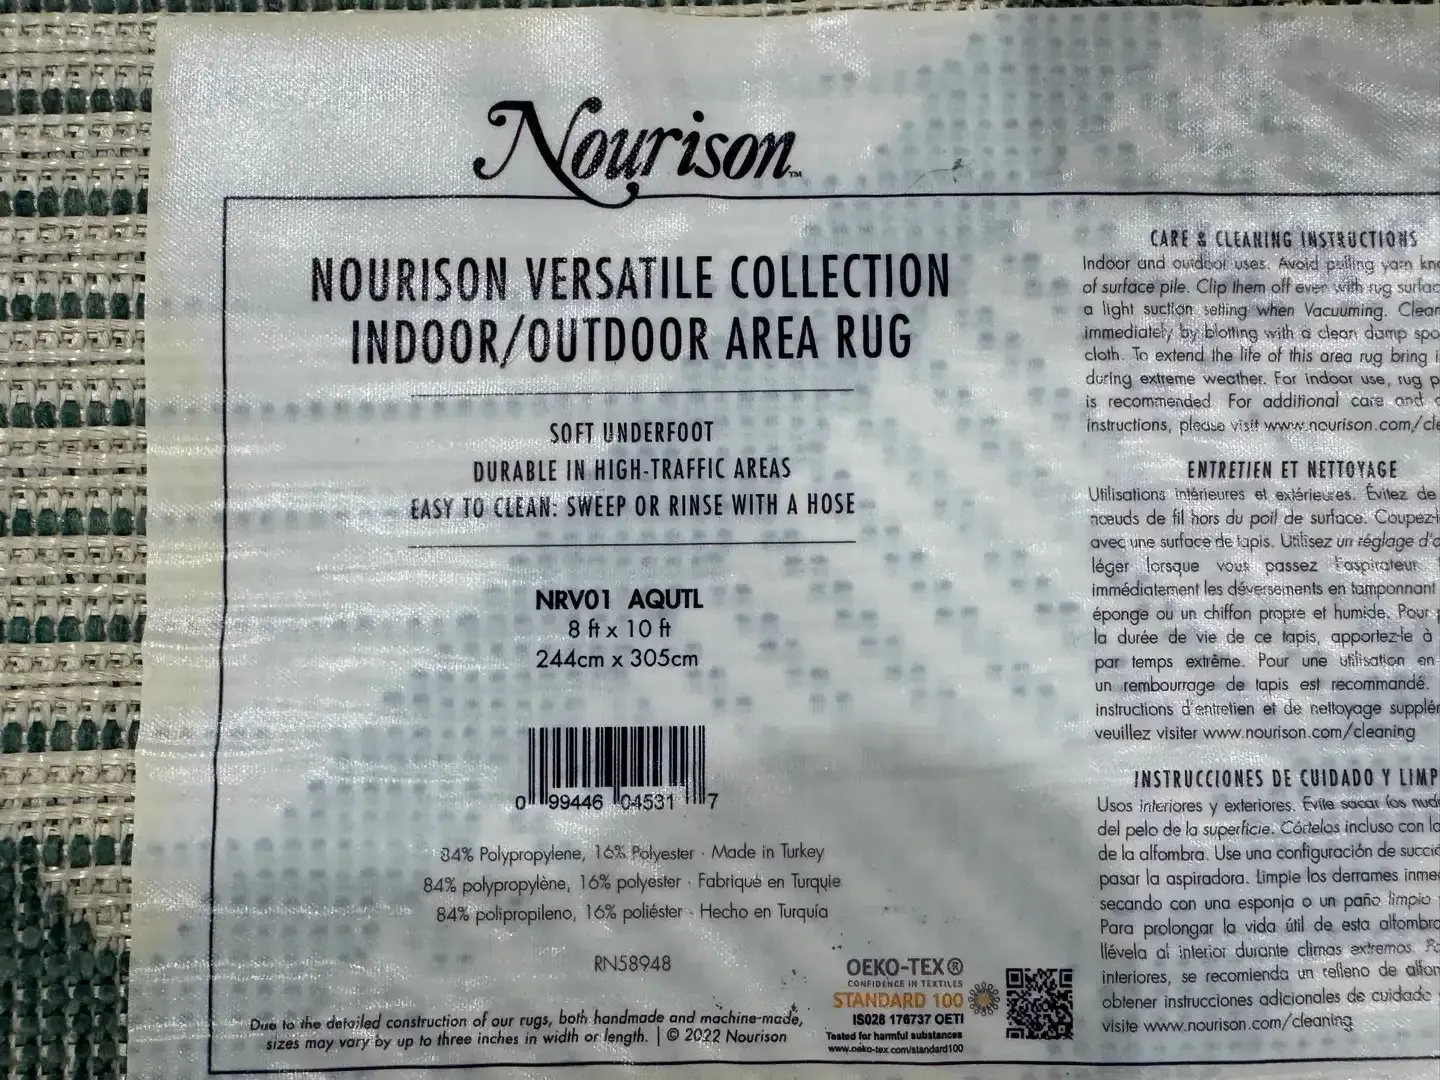 Nourison™
NOURISON VERSATILE COLLECTION
INDOOR/OUTDOOR AREA RUG
SOFT UNDERFOOT
DURABLE IN HIGH-TRAFFIC AREAS
EASY TO CLEAN: SWEEP OR RINSE WITH A HOSE
NRV01 AQUTL
8 ft x 10 ft
244cm x 305cm
0 99446 04531 7
84% Polypropylene, 16% Polyester · Made in Turkey
84% polypropylène, 16% polyester · Fabriqué en Turquie
84% polipropileno, 16% poliéster · Hecho en Turquía
RN58948
Due to the detailed construction of our rugs, both handmade and machine-made,
sizes may vary by up to three inches in width or length. | © 2022 Nourison
OEKO-TEX®
CONFIDENCE IN TEXTILES
STANDARD 100
IS028 176737 OETI
Tested for harmful substances
www.oeko-tex.com/standard100
CARE & CLEANING INSTRUCTIONS
Indoor and outdoor uses. Avoid pulling yarn
of surface pile. Clip them off even with rug
a light suction setting when Vacuuming.
immediately by blotting with a clean damp
cloth. To extend the life of this area rug bring
during extreme weather. For indoor use, rug
is recommended. For additional care and
instructions, please visit www.nourison.com/
ENTRETIEN ET NETTOYAGE
Utilisations intérieures et extérieures. Évitez de
nœuds de fil hors du poil de surface.
avec une surface de tapis. Utilisez un réglage
léger lorsque vous passez l'aspirateur.
immédiatement les déversements en tamponnant
éponge ou un chiffon propre et humide. Pour
la durée de vie de ce tapis, apportez-le à
par temps extrême. Pour une utilisation en
un rembourrage de tapis est recommandé.
instructions d'entretien et de nettoyage
veuillez visiter www.nourison.com/cleaning
INSTRUCCIONES DE CUIDADO Y
Usos interiores y exteriores. Evite sacar los
del pelo de la superficie. Córtelos incluso con
de la alfombra. Use una configuración de
pasar la aspiradora. Limpie los derrames
secando con una esponja o un paño limpio
Para prolongar la vida útil de esta
llévela al interior durante climas extremos.
interiores, se recomienda un relleno de
obtener instrucciones adicionales de cuidado
visite www.nourison.com/cleaning